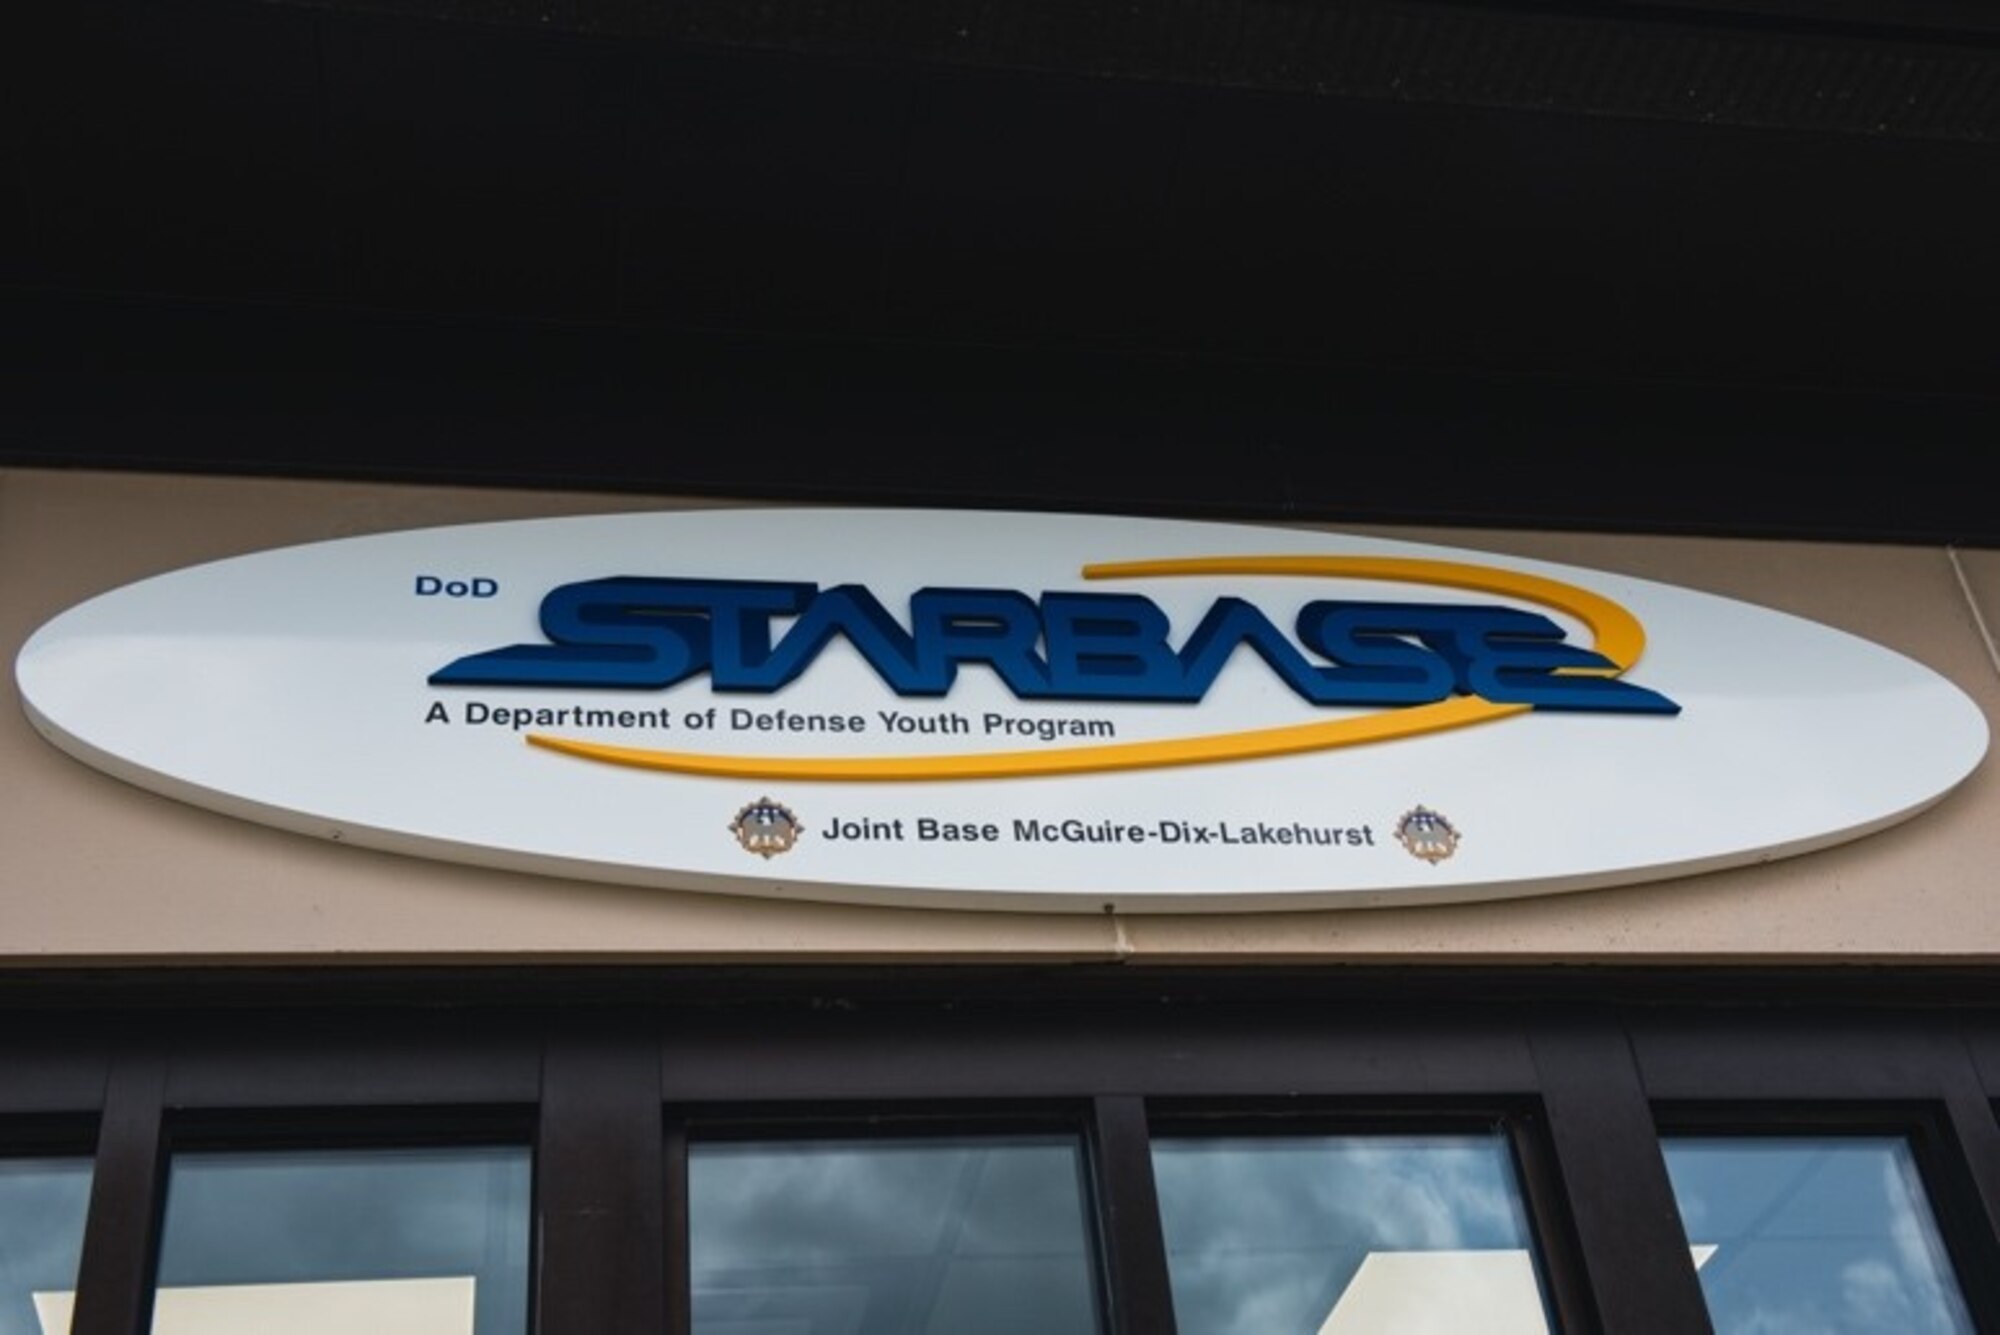 DoD STARBASE
A Department of Defense Youth Program
Joint Base McGuire-Dix-Lakehurst